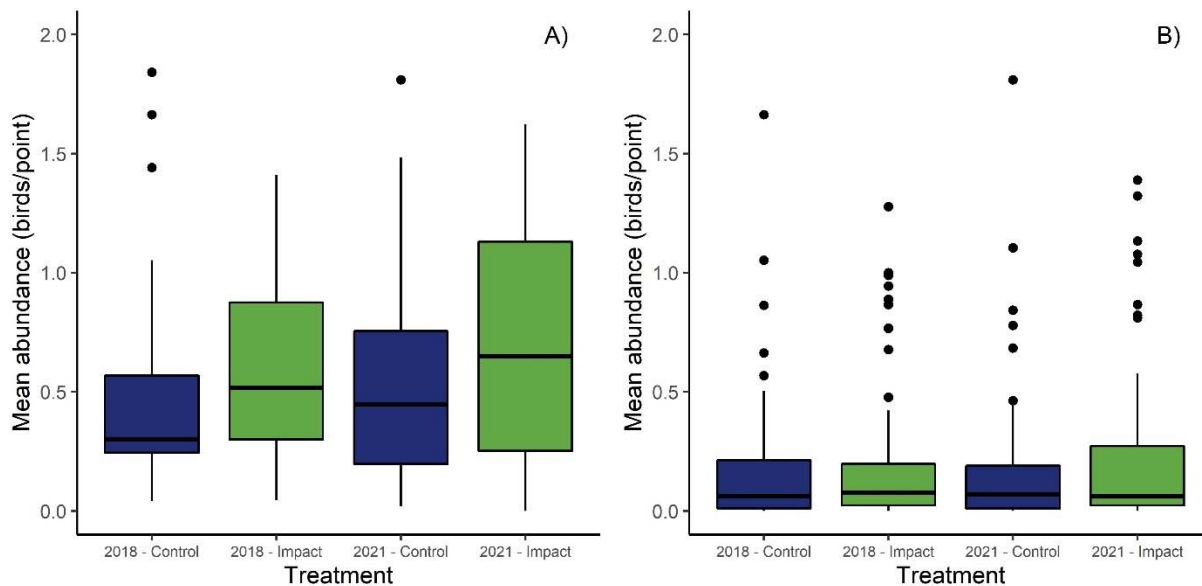 A)
Mean abundance (birds/point)
2.0
1.5
1.0
0.5
0.0
2018 - Control
2018 - Impact
2021 - Control
2021 - Impact
Treatment
B)
Mean abundance (birds/point)
2.0
1.5
1.0
0.5
0.0
2018 - Control
2018 - Impact
2021 - Control
2021 - Impact
Treatment